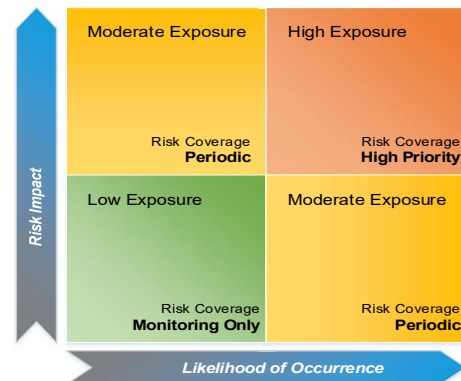 Moderate Exposure
High Exposure
Risk Coverage
Periodic
Risk Coverage
High Priority
Risk Impact
Low Exposure
Moderate Exposure
Risk Coverage
Monitoring Only
Risk Coverage
Periodic
Likelihood of Occurrence